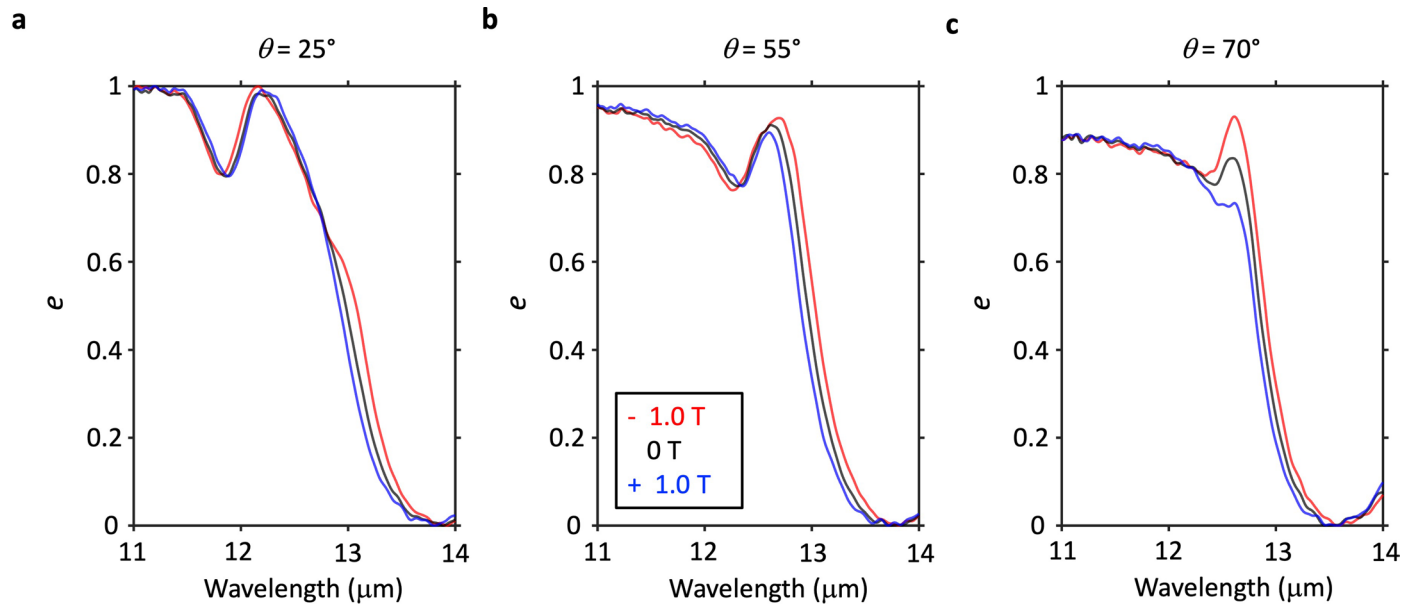 a
θ = 25°
1
0.8
0.6
0.4
0.2
0
e
11
12
13
14
Wavelength (μm)
b
θ = 55°
1
0.8
0.6
0.4
0.2
0
e
- 1.0 T
0 T
+ 1.0 T
11
12
13
14
Wavelength (μm)
c
θ = 70°
1
0.8
0.6
0.4
0.2
0
e
11
12
13
14
Wavelength (μm)